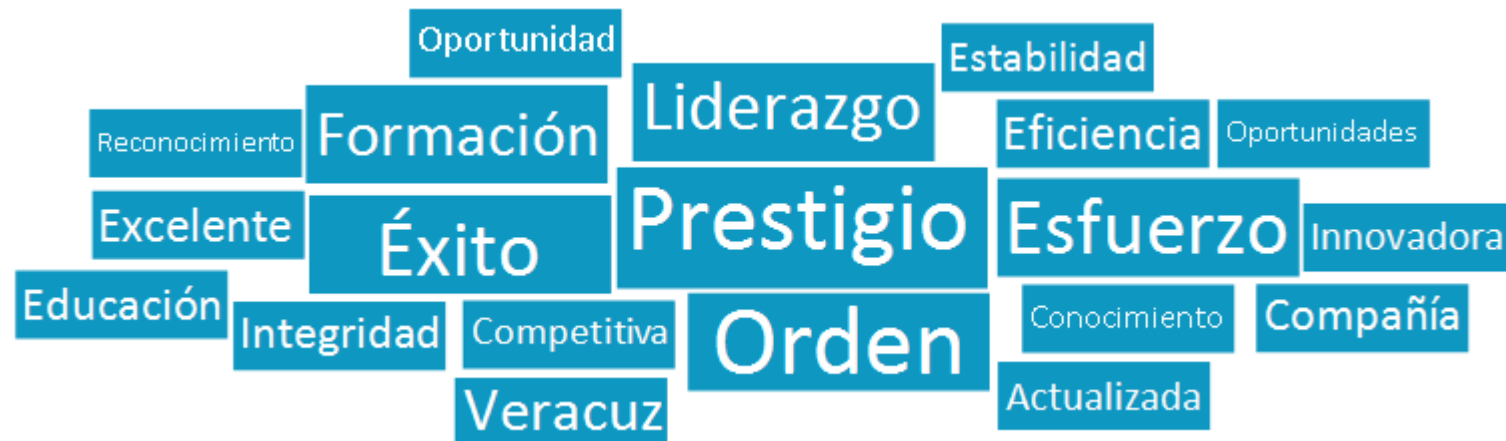 Oportunidad
Estabilidad
Liderazgo
Formación
Reconocimiento
Eficiencia
Oportunidades
Prestigio
Esfuerzo
Excelente
Éxito
Innovadora
Educación
Integridad
Competitiva
Orden
Conocimiento
Compañía
Veracuz
Actualizada